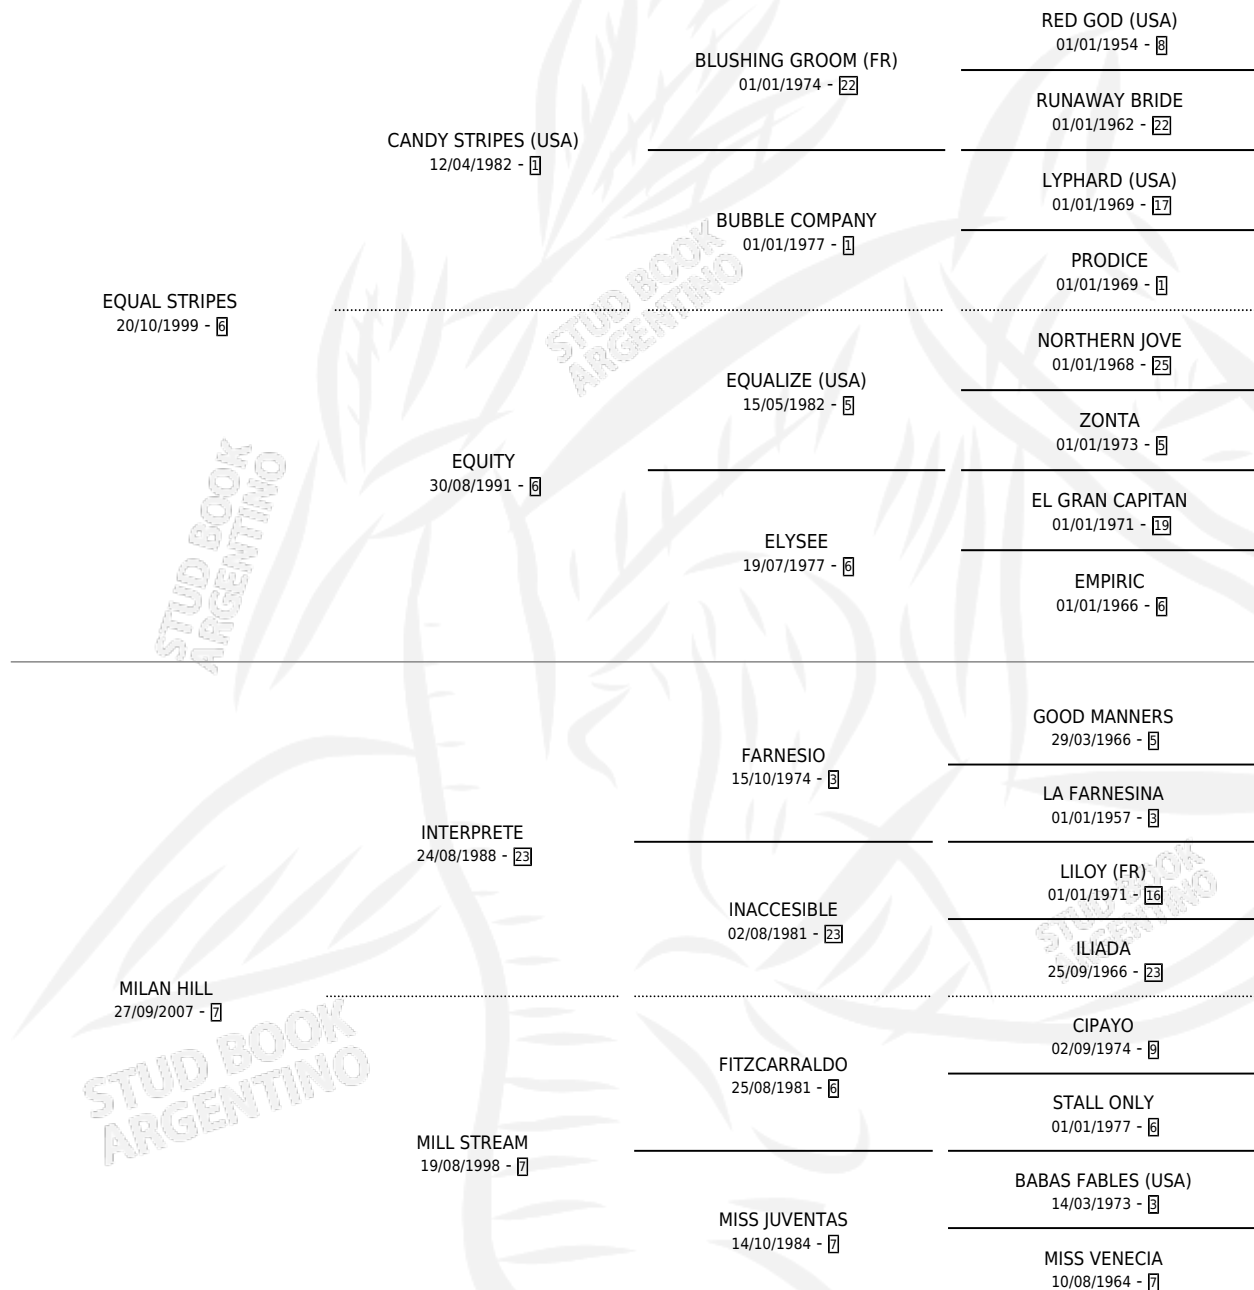 RED GOD (USA)
01/01/1954 - 8
BLUSHING GROOM (FR)
01/01/1974 - 22
RUNAWAY BRIDE
01/01/1962 - 22
CANDY STRIPES (USA)
12/04/1982 - 1
LYPHARD (USA)
01/01/1969 - 17
BUBBLE COMPANY
01/01/1977 - 1
PRODICE
01/01/1969 - 1
EQUAL STRIPES
20/10/1999 - 6
NORTHERN JOVE
01/01/1968 - 25
EQUALIZE (USA)
15/05/1982 - 5
ZONTA
01/01/1973 - 5
EQUITY
30/08/1991 - 6
EL GRAN CAPITAN
01/01/1971 - 19
ELYSEE
19/07/1977 - 6
EMPIRIC
01/01/1966 - 6
GOOD MANNERS
29/03/1966 - 5
FARNESIO
15/10/1974 - 3
LA FARNESINA
01/01/1957 - 3
INTERPRETE
24/08/1988 - 23
LILOY (FR)
01/01/1971 - 16
INACCESIBLE
02/08/1981 - 23
ILIADA
25/09/1966 - 23
MILAN HILL
27/09/2007 - 7
CIPAYO
02/09/1974 - 9
FITZCARRALDO
25/08/1981 - 6
STALL ONLY
01/01/1977 - 6
MILL STREAM
19/08/1998 - 7
BABAS FABLES (USA)
14/03/1973 - 3
MISS JUVENTAS
14/10/1984 - 7
MISS VENECIA
10/08/1964 - 7
STUD BOOK
ARGENTINO
STUD BOOK
ARGENTINO
STUD BOOK
ARGENTINO
STUD BOOK
ARGENTINO